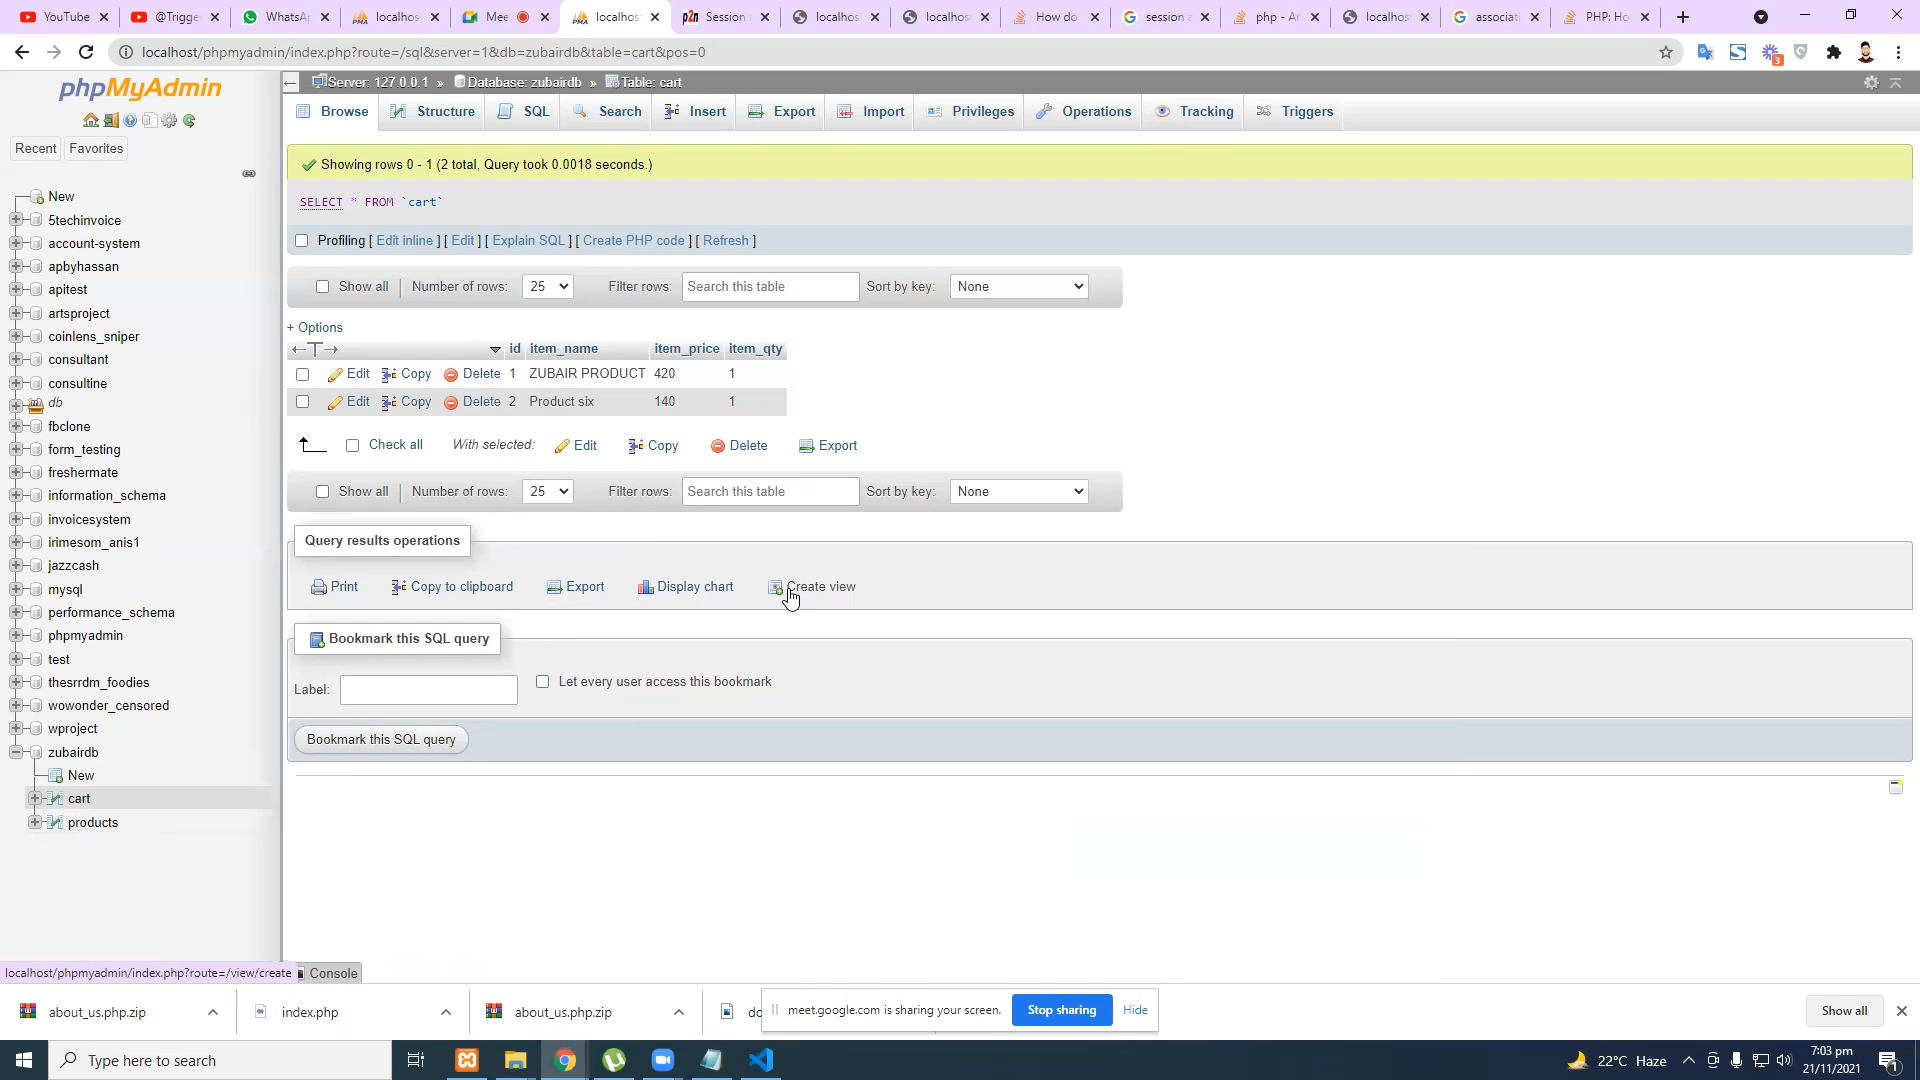 YouTube
@Trigge
WhatsA
localhos
Mee
localhos
Session
localhos
localhos
How do
session a
php - A
localhos
associati
PHP: Ho
localhost/phpmyadmin/index.php?route=/sql&server=1&db=zubairdb&table=cart&pos=0
3
phpMyAdmin
Recent
Favorites
New
5techinvoice
account-system
apbyhassan
apitest
artsproject
coinlens_sniper
consultant
consultine
db
fbclone
form_testing
freshermate
information_schema
invoicesystem
irimesom_anis1
jazzcash
mysql
performance_schema
phpmyadmin
test
thesrrdm_foodies
wowonder_censored
wproject
zubairdb
New
cart
products
Server: 127.0.0.1 » Database: zubairdb » Table: cart
Browse Structure SQL Search Insert Export Import Privileges Operations Tracking Triggers
Showing rows 0 - 1 (2 total, Query took 0.0018 seconds.)
SELECT * FROM `cart`
Profiling [ Edit inline ] [ Edit ] [ Explain SQL ] [ Create PHP code ] [ Refresh ]
Show all Number of rows: 25 Filter rows: Search this table Sort by key: None
+ Options
←T→ id item_name item_price item_qty
Edit Copy Delete 1 ZUBAIR PRODUCT 420 1
Edit Copy Delete 2 Product six 140 1
Check all With selected: Edit Copy Delete Export
Show all Number of rows: 25 Filter rows: Search this table Sort by key: None
Query results operations
Print Copy to clipboard Export Display chart Create view
Bookmark this SQL query
Label: Let every user access this bookmark
Bookmark this SQL query
localhost/phpmyadmin/index.php?route=/view/create
Console
about_us.php.zip
index.php
about_us.php.zip
meet.google.com is sharing your screen.
Stop sharing
Hide
Show all
Type here to search
22°C Haze
7:03 pm
21/11/2021
1